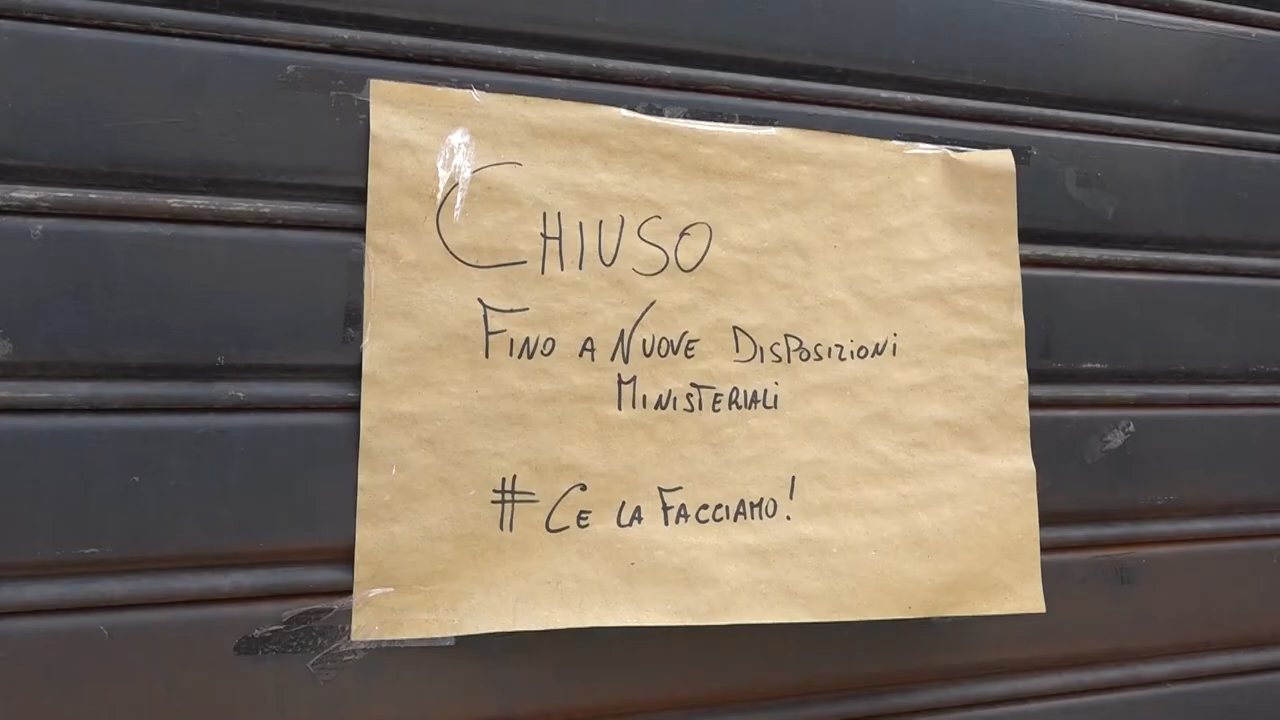 CHIUSO
FINO A NUOVE DISPOSIZIONI
MINISTERIALI
# CE LA FACCIAMO!